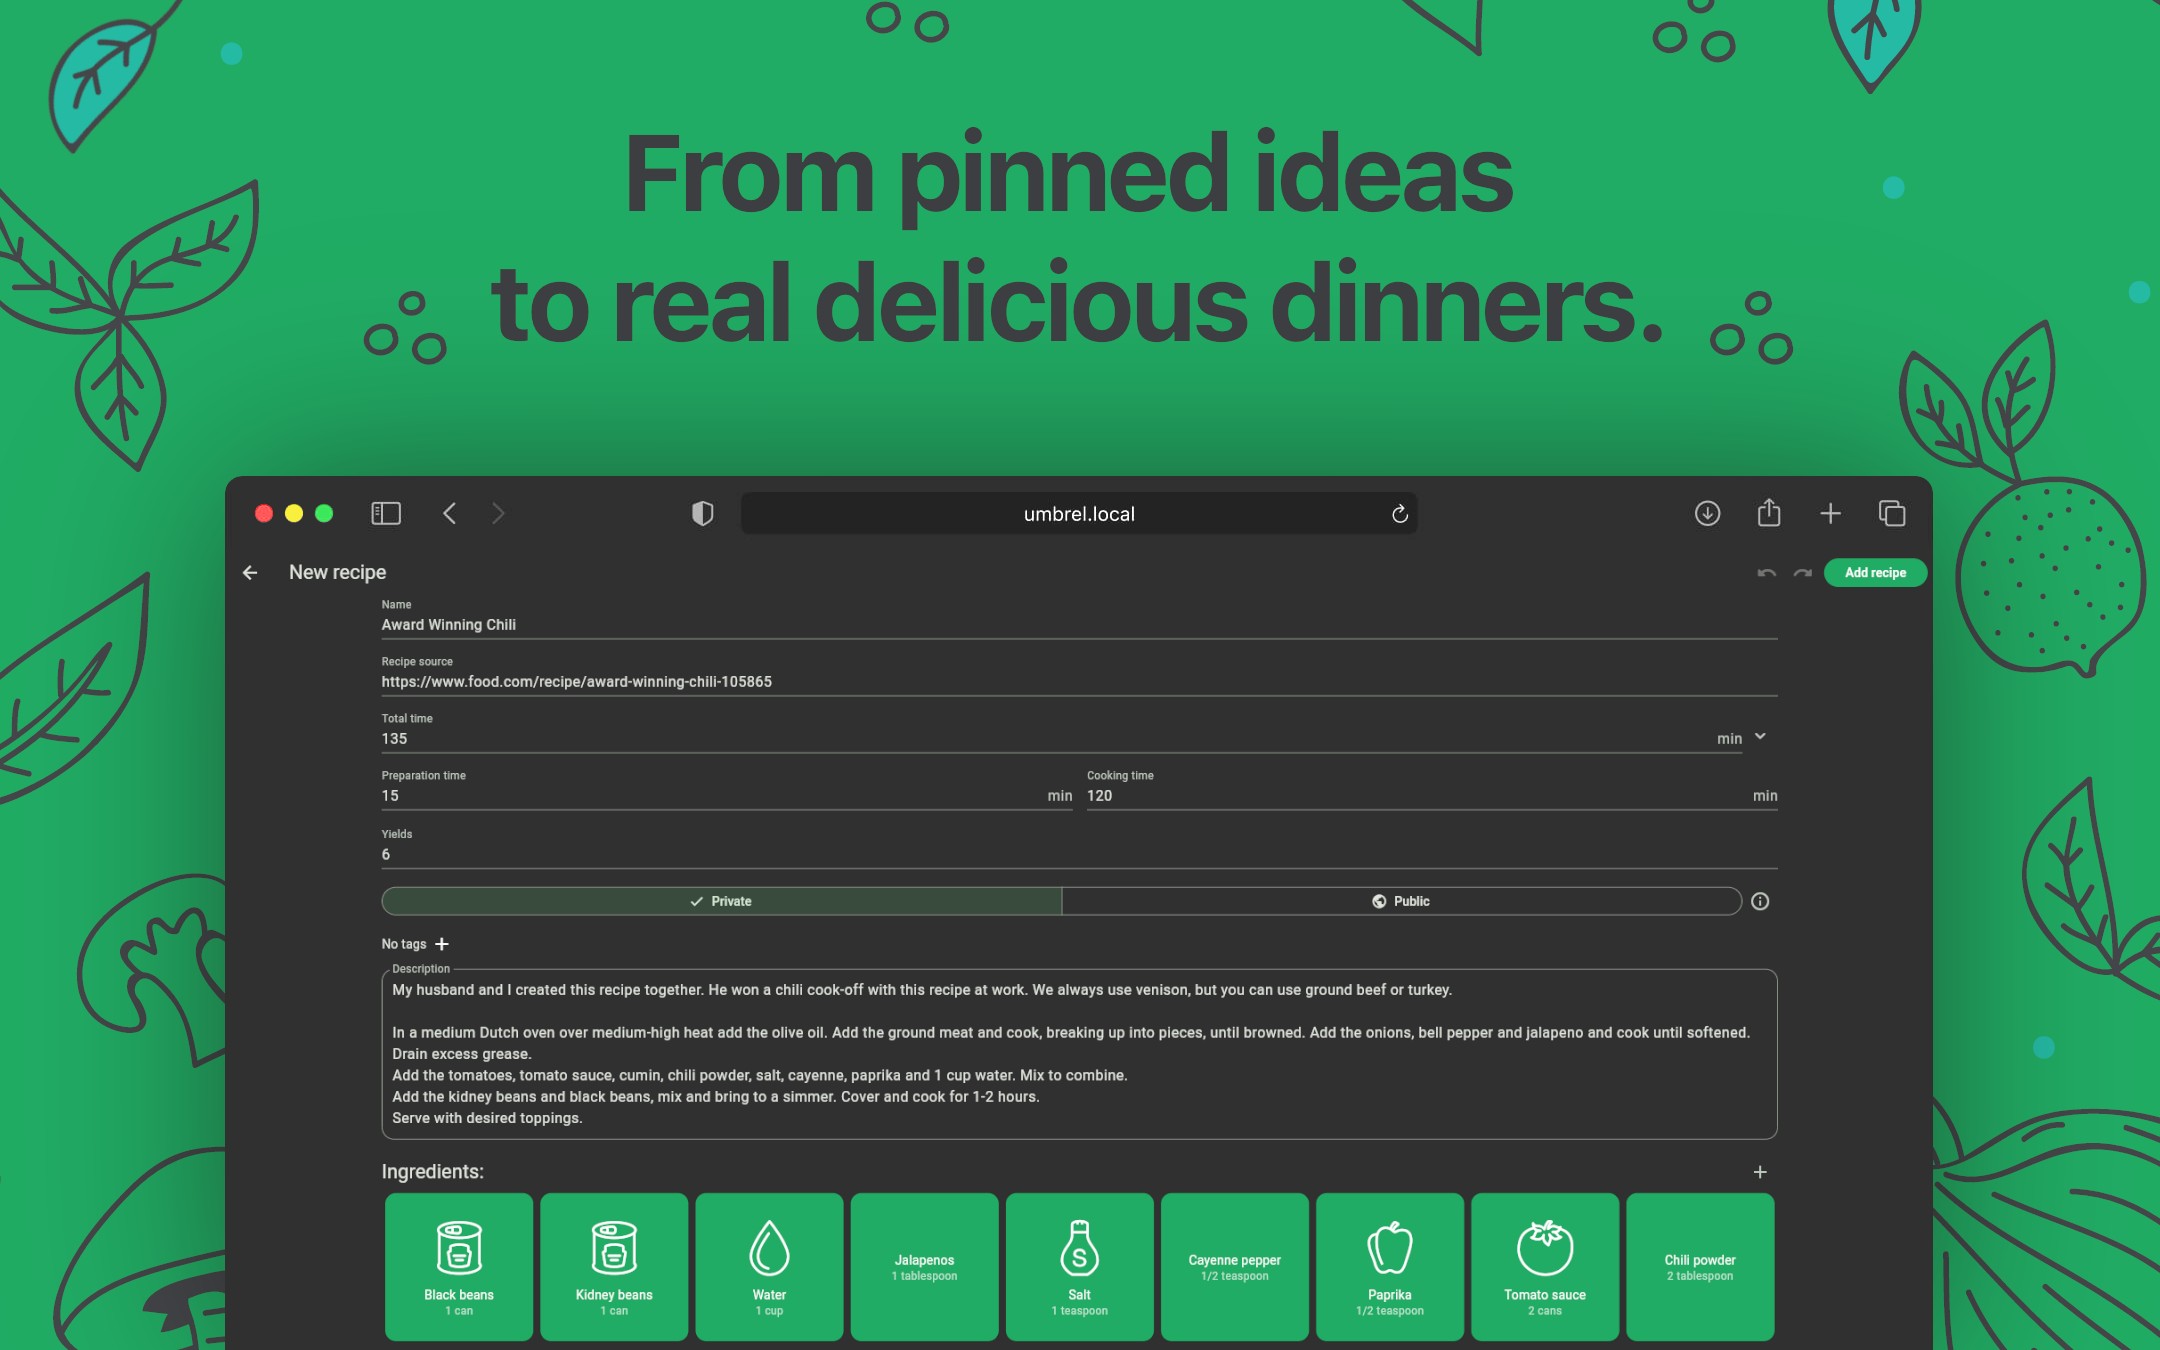 From pinned ideas
to real delicious dinners.
umbrel.local
New recipe
Add recipe
Name
Award Winning Chili
Recipe source
https://www.food.com/recipe/award-winning-chili-105865
Total time
135
min
Preparation time
15
min
Cooking time
120
min
Yields
6
Private
Public
No tags
Description
My husband and I created this recipe together. He won a chili cook-off with this recipe at work. We always use venison, but you can use ground beef or turkey.
In a medium Dutch oven over medium-high heat add the olive oil. Add the ground meat and cook, breaking up into pieces, until browned. Add the onions, bell pepper and jalapeno and cook until softened.
Drain excess grease.
Add the tomatoes, tomato sauce, cumin, chili powder, salt, cayenne, paprika and 1 cup water. Mix to combine.
Add the kidney beans and black beans, mix and bring to a simmer. Cover and cook for 1-2 hours.
Serve with desired toppings.
Ingredients:
Black beans
1 can
Kidney beans
1 can
Water
1 cup
Jalapenos
1 tablespoon
S
Salt
1 teaspoon
Cayenne pepper
1/2 teaspoon
Paprika
1/2 teaspoon
Tomato sauce
2 cans
Chili powder
2 tablespoon